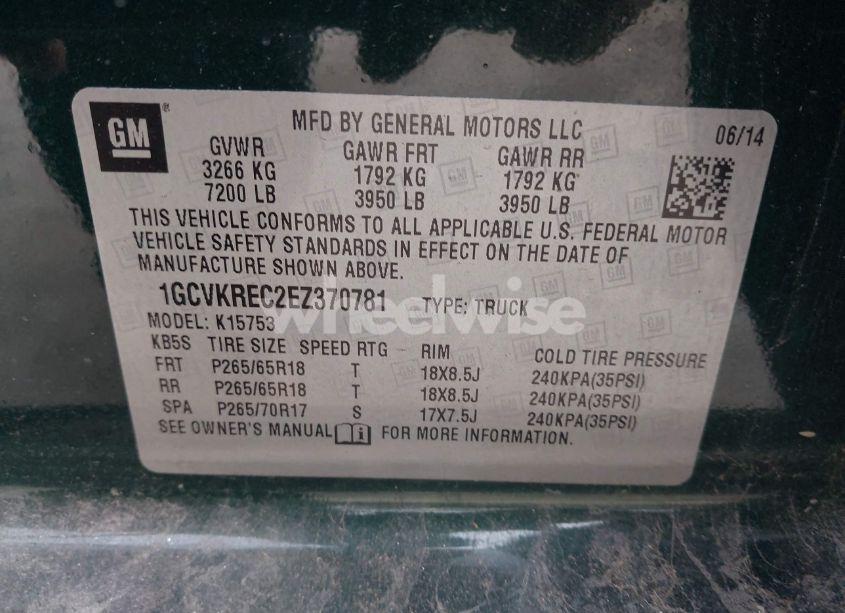 GM
MFD BY GENERAL MOTORS LLC
06/14
GVWR GAWR FRT GAWR RR
3266 KG 1792 KG 1792 KG
7200 LB 3950 LB 3950 LB
THIS VEHICLE CONFORMS TO ALL APPLICABLE U.S. FEDERAL MOTOR
VEHICLE SAFETY STANDARDS IN EFFECT ON THE DATE OF
MANUFACTURE SHOWN ABOVE.
1GCVKREC2EZ370781 TYPE: TRUCK
MODEL: K15753
wheelwise
KB5S TIRE SIZE SPEED RTG RIM COLD TIRE PRESSURE
FRT P265/65R18 T 18X8.5J 240KPA(35PSI)
RR P265/65R18 T 18X8.5J 240KPA(35PSI)
SPA P265/70R17 S 17X7.5J 240KPA(35PSI)
SEE OWNER'S MANUAL FOR MORE INFORMATION.